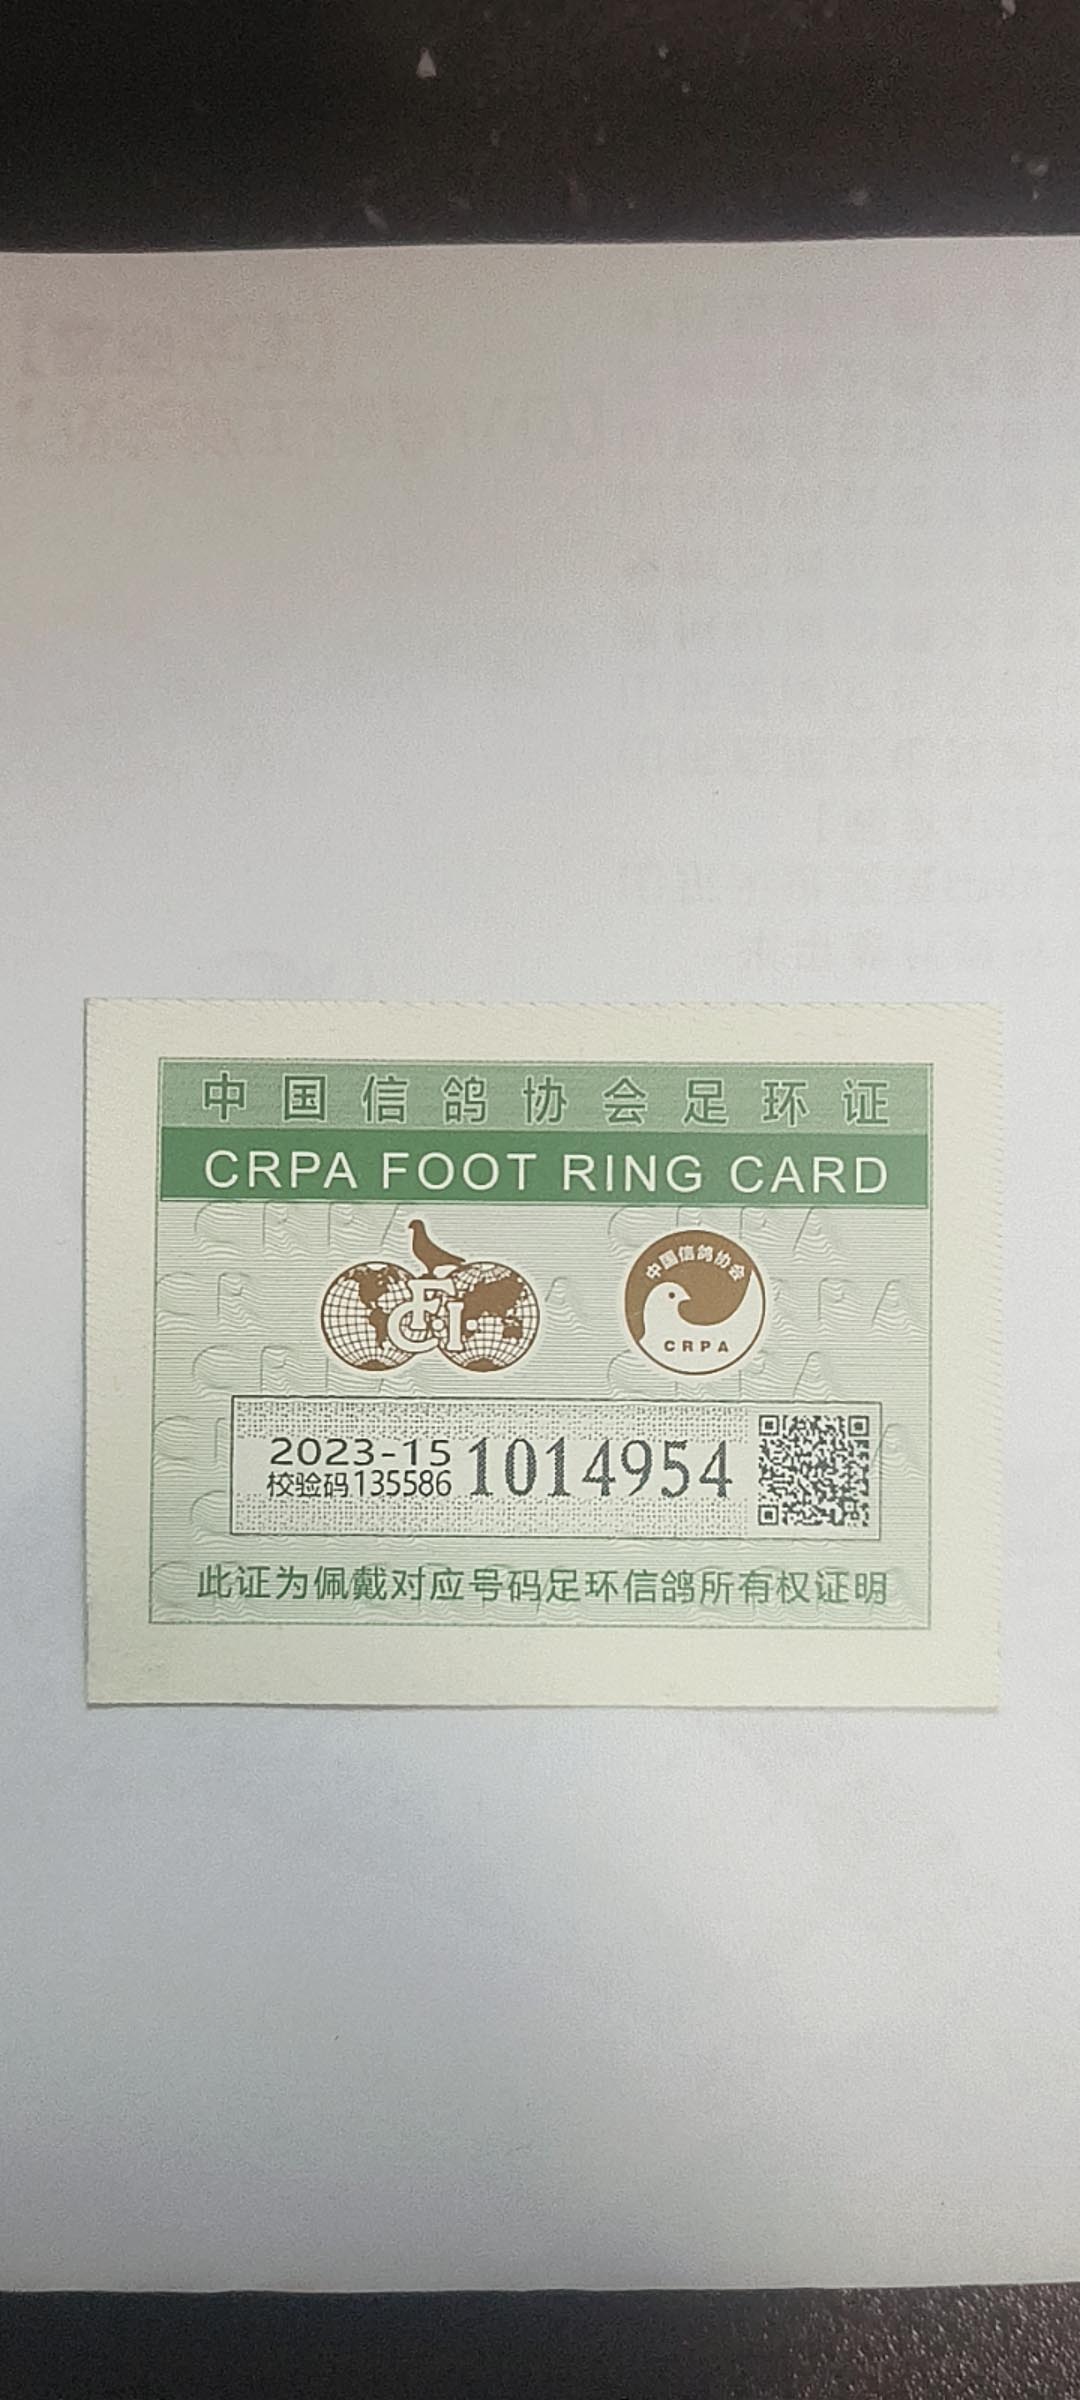 中国信鸽协会足环证
CRPA FOOT RING CARD
F.C.I.
中国信鸽协会
CRPA
2023-15 1014954
校验码135586
此证为佩戴对应号码足环信鸽所有权证明